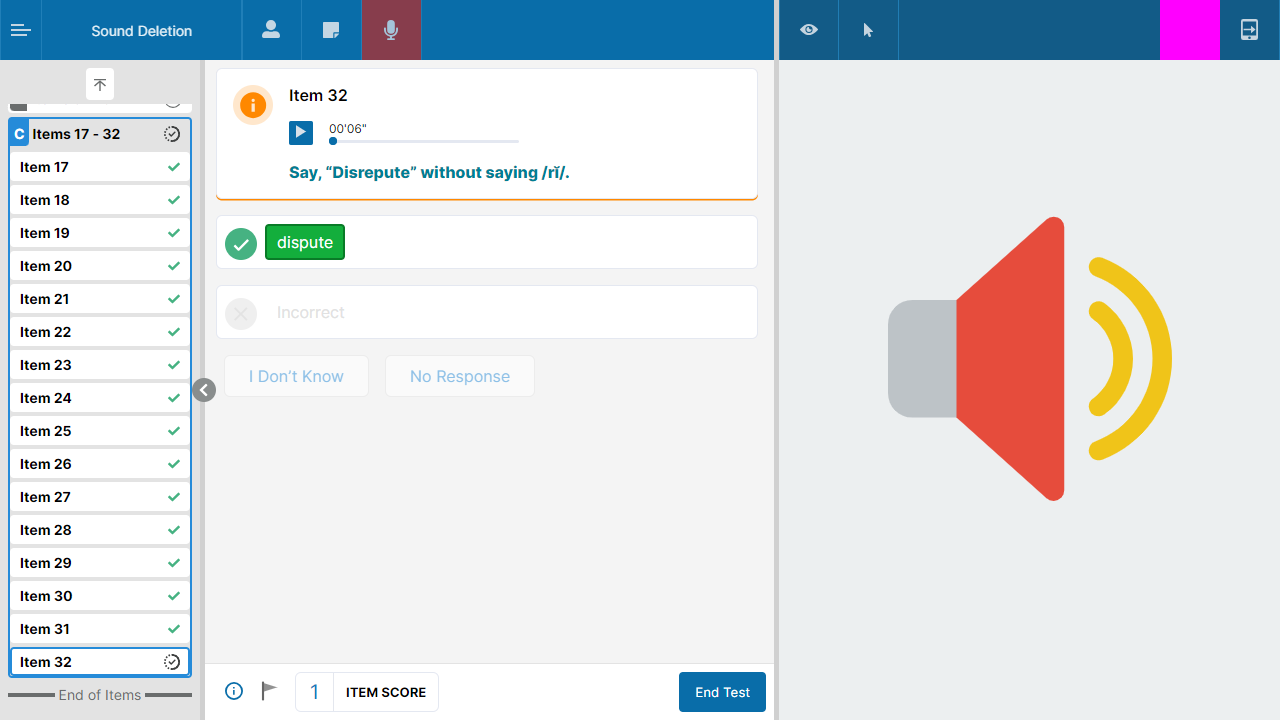 Sound Deletion
C Items 17 - 32
Item 17
Item 18
Item 19
Item 20
Item 21
Item 22
Item 23
Item 24
Item 25
Item 26
Item 27
Item 28
Item 29
Item 30
Item 31
Item 32
End of Items
Item 32
00'06"
Say, “Disrepute” without saying /rĭ/.
dispute
Incorrect
I Don’t Know
No Response
1 ITEM SCORE
End Test